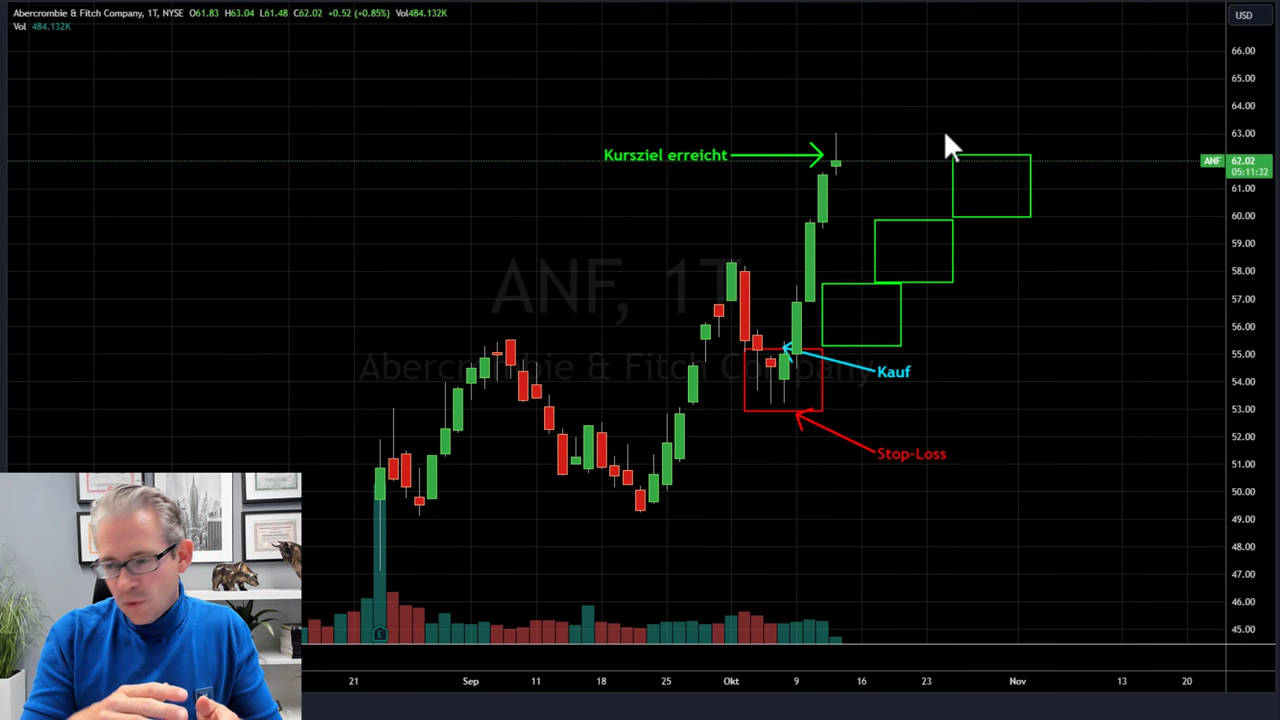 Abercrombie & Fitch Company, 1T, NYSE O61.83 H63.04 L61.48 C62.02 +0.52 (+0.85%) Vol484.132K
Vol 484.132K
USD
66.00
65.00
64.00
63.00
Kursziel erreicht
ANF 62.02
05:11:32
61.00
60.00
59.00
58.00
57.00
56.00
55.00
54.00
53.00
52.00
51.00
50.00
49.00
48.00
47.00
46.00
45.00
ANF, 1T
Abercrombie & Fitch Company
Kauf
Stop-Loss
E
21 Sep 11 18 25 Okt 9 16 23 Nov 13 20